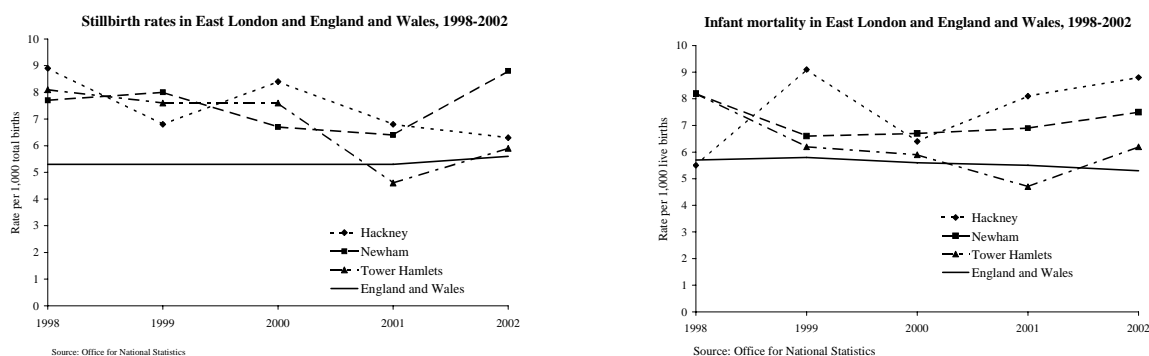 Stillbirth rates in East London and England and Wales, 1998-2002
10
9
8
7
6
5
4
3
2
1
0
Rate per 1,000 total births
Hackney
Newham
Tower Hamlets
England and Wales
1998 1999 2000 2001 2002
Source: Office for National Statistics
Infant mortality in East London and England and Wales, 1998-2002
10
9
8
7
6
5
4
3
2
1
0
Rate per 1,000 live births
Hackney
Newham
Tower Hamlets
England and Wales
1998 1999 2000 2001 2002
Source: Office for National Statistics